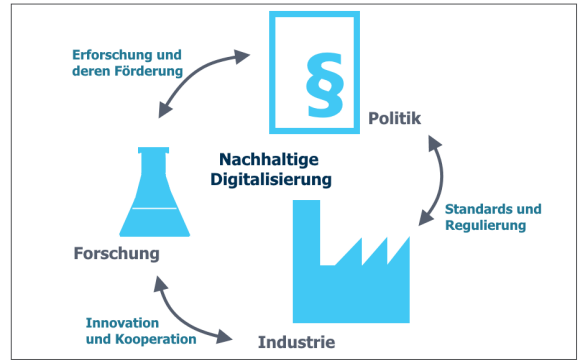 Erforschung und
deren Förderung
§
Politik
Nachhaltige
Digitalisierung
Standards und
Regulierung
Forschung
Innovation
und Kooperation
Industrie